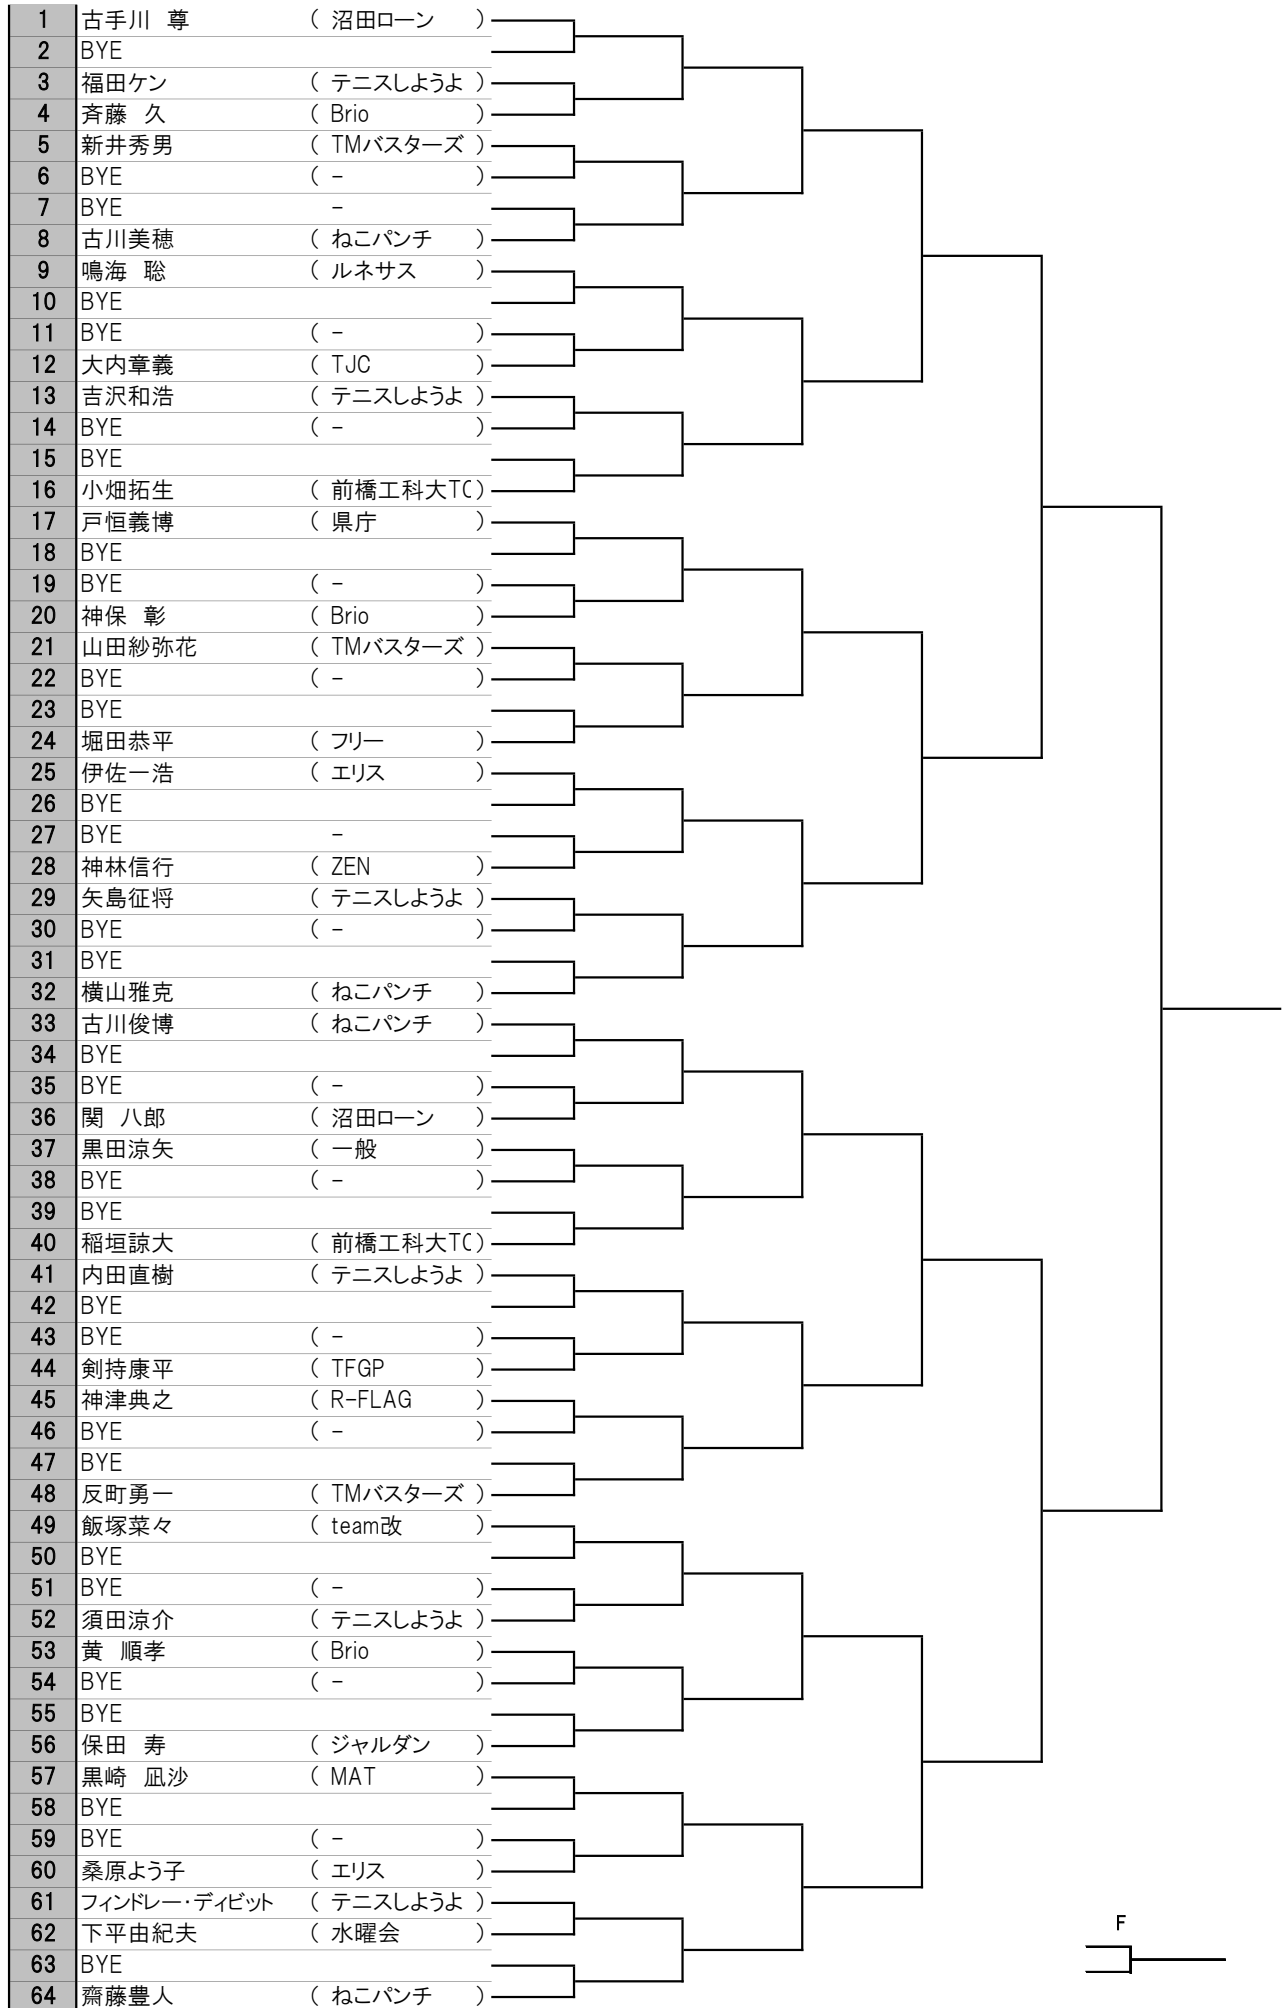 1 古手川 尊 ( 沼田ローン )
2 BYE
3 福田ケン ( テニスしようよ )
4 斉藤 久 ( Brio )
5 新井秀男 ( TMバスターズ )
6 BYE ( - )
7 BYE -
8 古川美穂 ( ねこパンチ )
9 鳴海 聡 ( ルネサス )
10 BYE
11 BYE ( - )
12 大内章義 ( TJC )
13 吉沢和浩 ( テニスしようよ )
14 BYE ( - )
15 BYE
16 小畑拓生 ( 前橋工科大TC )
17 戸恒義博 ( 県庁 )
18 BYE
19 BYE ( - )
20 神保 彰 ( Brio )
21 山田紗弥花 ( TMバスターズ )
22 BYE ( - )
23 BYE
24 堀田恭平 ( フリー )
25 伊佐一浩 ( エリス )
26 BYE
27 BYE -
28 神林信行 ( ZEN )
29 矢島征将 ( テニスしようよ )
30 BYE ( - )
31 BYE
32 横山雅克 ( ねこパンチ )
33 古川俊博 ( ねこパンチ )
34 BYE
35 BYE ( - )
36 関 八郎 ( 沼田ローン )
37 黒田涼矢 ( 一般 )
38 BYE ( - )
39 BYE
40 稲垣諒大 ( 前橋工科大TC )
41 内田直樹 ( テニスしようよ )
42 BYE
43 BYE ( - )
44 剣持康平 ( TFGP )
45 神津典之 ( R-FLAG )
46 BYE ( - )
47 BYE
48 反町勇一 ( TMバスターズ )
49 飯塚菜々 ( team改 )
50 BYE
51 BYE ( - )
52 須田涼介 ( テニスしようよ )
53 黄 順孝 ( Brio )
54 BYE ( - )
55 BYE
56 保田 寿 ( ジャルダン )
57 黒崎 凪沙 ( MAT )
58 BYE
59 BYE ( - )
60 桑原よう子 ( エリス )
61 フィンドレー・ディビット ( テニスしようよ )
62 下平由紀夫 ( 水曜会 )
F
63 BYE
64 齋藤豊人 ( ねこパンチ )